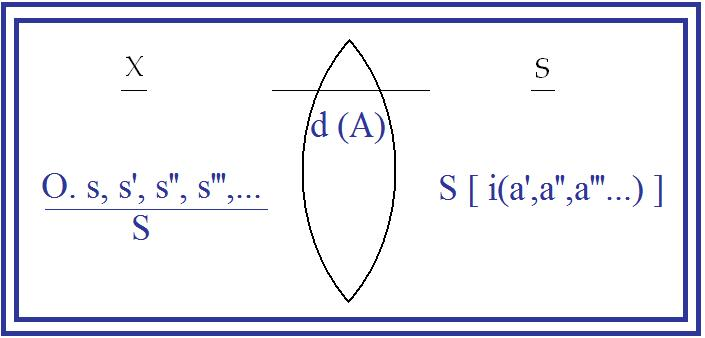 X
S
d (A)
O. s, s', s'', s''',...
S
S [ i(a',a'',a'''...) ]